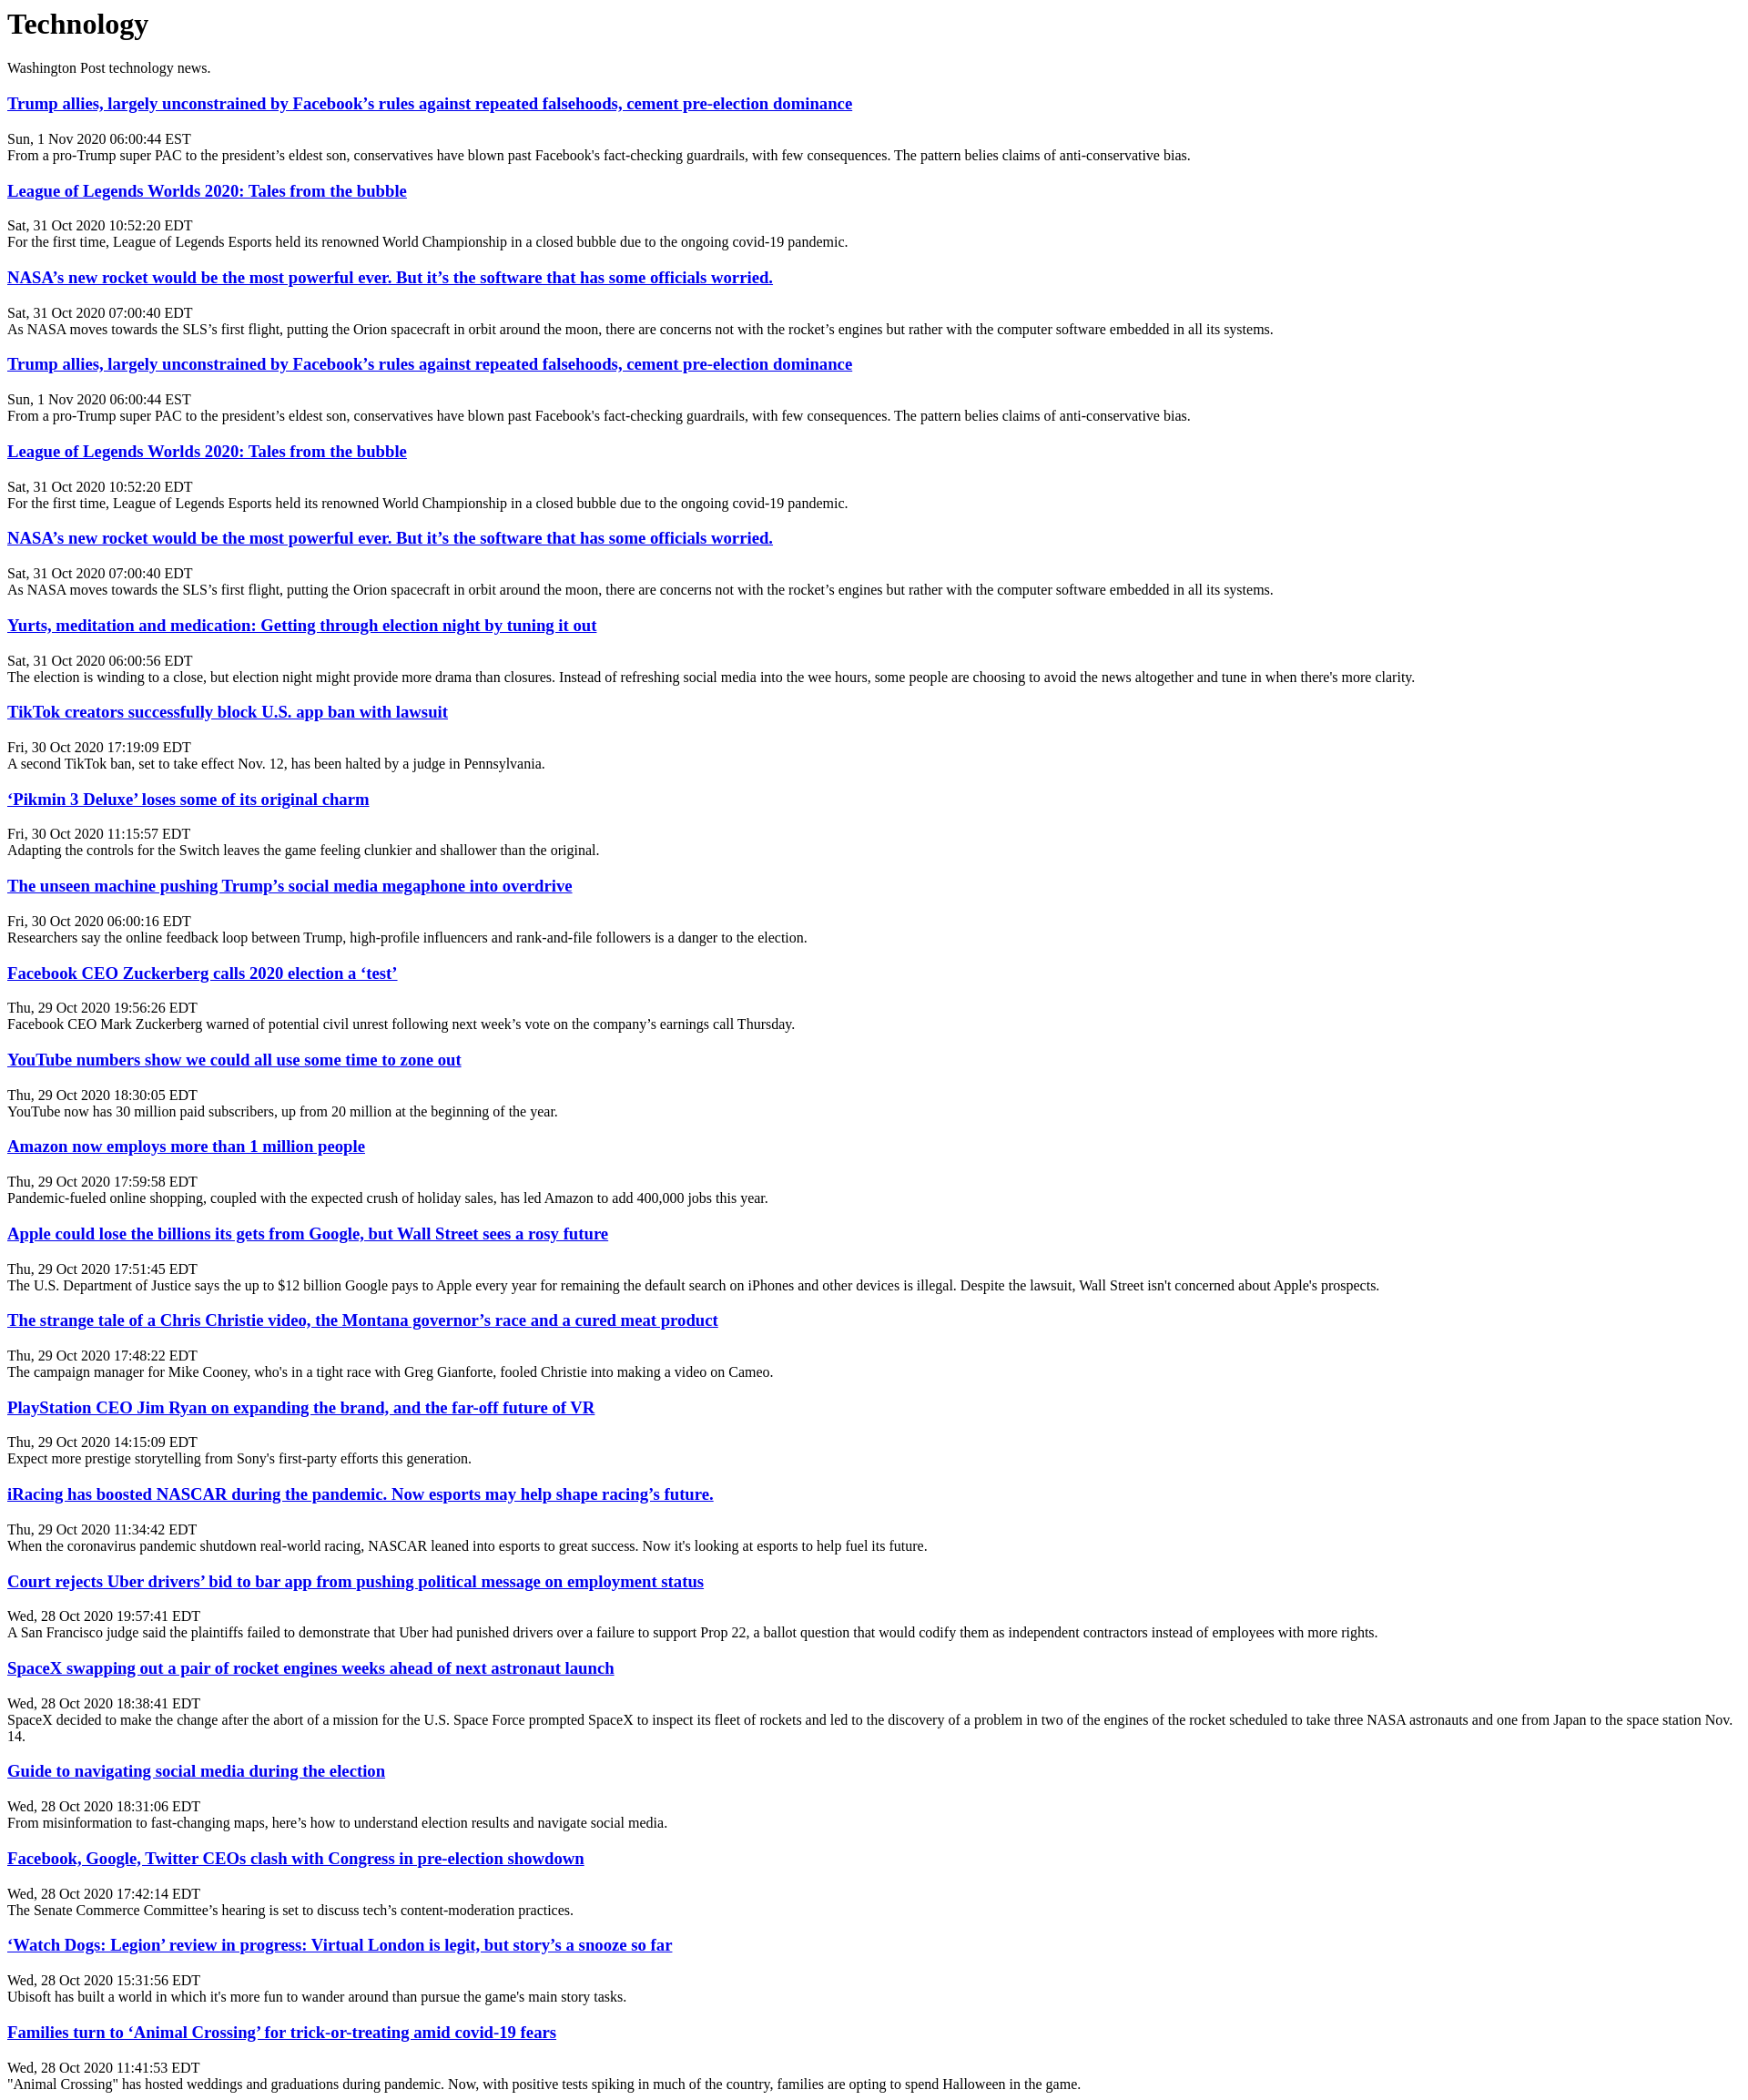 Technology
Washington Post technology news.
Trump allies, largely unconstrained by Facebook’s rules against repeated falsehoods, cement pre-election dominance
Sun, 1 Nov 2020 06:00:44 EST
From a pro-Trump super PAC to the president’s eldest son, conservatives have blown past Facebook's fact-checking guardrails, with few consequences. The pattern belies claims of anti-conservative bias.
League of Legends Worlds 2020: Tales from the bubble
Sat, 31 Oct 2020 10:52:20 EDT
For the first time, League of Legends Esports held its renowned World Championship in a closed bubble due to the ongoing covid-19 pandemic.
NASA’s new rocket would be the most powerful ever. But it’s the software that has some officials worried.
Sat, 31 Oct 2020 07:00:40 EDT
As NASA moves towards the SLS’s first flight, putting the Orion spacecraft in orbit around the moon, there are concerns not with the rocket’s engines but rather with the computer software embedded in all its systems.
Trump allies, largely unconstrained by Facebook’s rules against repeated falsehoods, cement pre-election dominance
Sun, 1 Nov 2020 06:00:44 EST
From a pro-Trump super PAC to the president’s eldest son, conservatives have blown past Facebook's fact-checking guardrails, with few consequences. The pattern belies claims of anti-conservative bias.
League of Legends Worlds 2020: Tales from the bubble
Sat, 31 Oct 2020 10:52:20 EDT
For the first time, League of Legends Esports held its renowned World Championship in a closed bubble due to the ongoing covid-19 pandemic.
NASA’s new rocket would be the most powerful ever. But it’s the software that has some officials worried.
Sat, 31 Oct 2020 07:00:40 EDT
As NASA moves towards the SLS’s first flight, putting the Orion spacecraft in orbit around the moon, there are concerns not with the rocket’s engines but rather with the computer software embedded in all its systems.
Yurts, meditation and medication: Getting through election night by tuning it out
Sat, 31 Oct 2020 06:00:56 EDT
The election is winding to a close, but election night might provide more drama than closures. Instead of refreshing social media into the wee hours, some people are choosing to avoid the news altogether and tune in when there's more clarity.
TikTok creators successfully block U.S. app ban with lawsuit
Fri, 30 Oct 2020 17:19:09 EDT
A second TikTok ban, set to take effect Nov. 12, has been halted by a judge in Pennsylvania.
‘Pikmin 3 Deluxe’ loses some of its original charm
Fri, 30 Oct 2020 11:15:57 EDT
Adapting the controls for the Switch leaves the game feeling clunkier and shallower than the original.
The unseen machine pushing Trump’s social media megaphone into overdrive
Fri, 30 Oct 2020 06:00:16 EDT
Researchers say the online feedback loop between Trump, high-profile influencers and rank-and-file followers is a danger to the election.
Facebook CEO Zuckerberg calls 2020 election a ‘test’
Thu, 29 Oct 2020 19:56:26 EDT
Facebook CEO Mark Zuckerberg warned of potential civil unrest following next week’s vote on the company’s earnings call Thursday.
YouTube numbers show we could all use some time to zone out
Thu, 29 Oct 2020 18:30:05 EDT
YouTube now has 30 million paid subscribers, up from 20 million at the beginning of the year.
Amazon now employs more than 1 million people
Thu, 29 Oct 2020 17:59:58 EDT
Pandemic-fueled online shopping, coupled with the expected crush of holiday sales, has led Amazon to add 400,000 jobs this year.
Apple could lose the billions its gets from Google, but Wall Street sees a rosy future
Thu, 29 Oct 2020 17:51:45 EDT
The U.S. Department of Justice says the up to $12 billion Google pays to Apple every year for remaining the default search on iPhones and other devices is illegal. Despite the lawsuit, Wall Street isn't concerned about Apple's prospects.
The strange tale of a Chris Christie video, the Montana governor’s race and a cured meat product
Thu, 29 Oct 2020 17:48:22 EDT
The campaign manager for Mike Cooney, who's in a tight race with Greg Gianforte, fooled Christie into making a video on Cameo.
PlayStation CEO Jim Ryan on expanding the brand, and the far-off future of VR
Thu, 29 Oct 2020 14:15:09 EDT
Expect more prestige storytelling from Sony's first-party efforts this generation.
iRacing has boosted NASCAR during the pandemic. Now esports may help shape racing’s future.
Thu, 29 Oct 2020 11:34:42 EDT
When the coronavirus pandemic shutdown real-world racing, NASCAR leaned into esports to great success. Now it's looking at esports to help fuel its future.
Court rejects Uber drivers’ bid to bar app from pushing political message on employment status
Wed, 28 Oct 2020 19:57:41 EDT
A San Francisco judge said the plaintiffs failed to demonstrate that Uber had punished drivers over a failure to support Prop 22, a ballot question that would codify them as independent contractors instead of employees with more rights.
SpaceX swapping out a pair of rocket engines weeks ahead of next astronaut launch
Wed, 28 Oct 2020 18:38:41 EDT
SpaceX decided to make the change after the abort of a mission for the U.S. Space Force prompted SpaceX to inspect its fleet of rockets and led to the discovery of a problem in two of the engines of the rocket scheduled to take three NASA astronauts and one from Japan to the space station Nov.
14.
Guide to navigating social media during the election
Wed, 28 Oct 2020 18:31:06 EDT
From misinformation to fast-changing maps, here’s how to understand election results and navigate social media.
Facebook, Google, Twitter CEOs clash with Congress in pre-election showdown
Wed, 28 Oct 2020 17:42:14 EDT
The Senate Commerce Committee’s hearing is set to discuss tech’s content-moderation practices.
‘Watch Dogs: Legion’ review in progress: Virtual London is legit, but story’s a snooze so far
Wed, 28 Oct 2020 15:31:56 EDT
Ubisoft has built a world in which it's more fun to wander around than pursue the game's main story tasks.
Families turn to ‘Animal Crossing’ for trick-or-treating amid covid-19 fears
Wed, 28 Oct 2020 11:41:53 EDT
"Animal Crossing" has hosted weddings and graduations during pandemic. Now, with positive tests spiking in much of the country, families are opting to spend Halloween in the game.